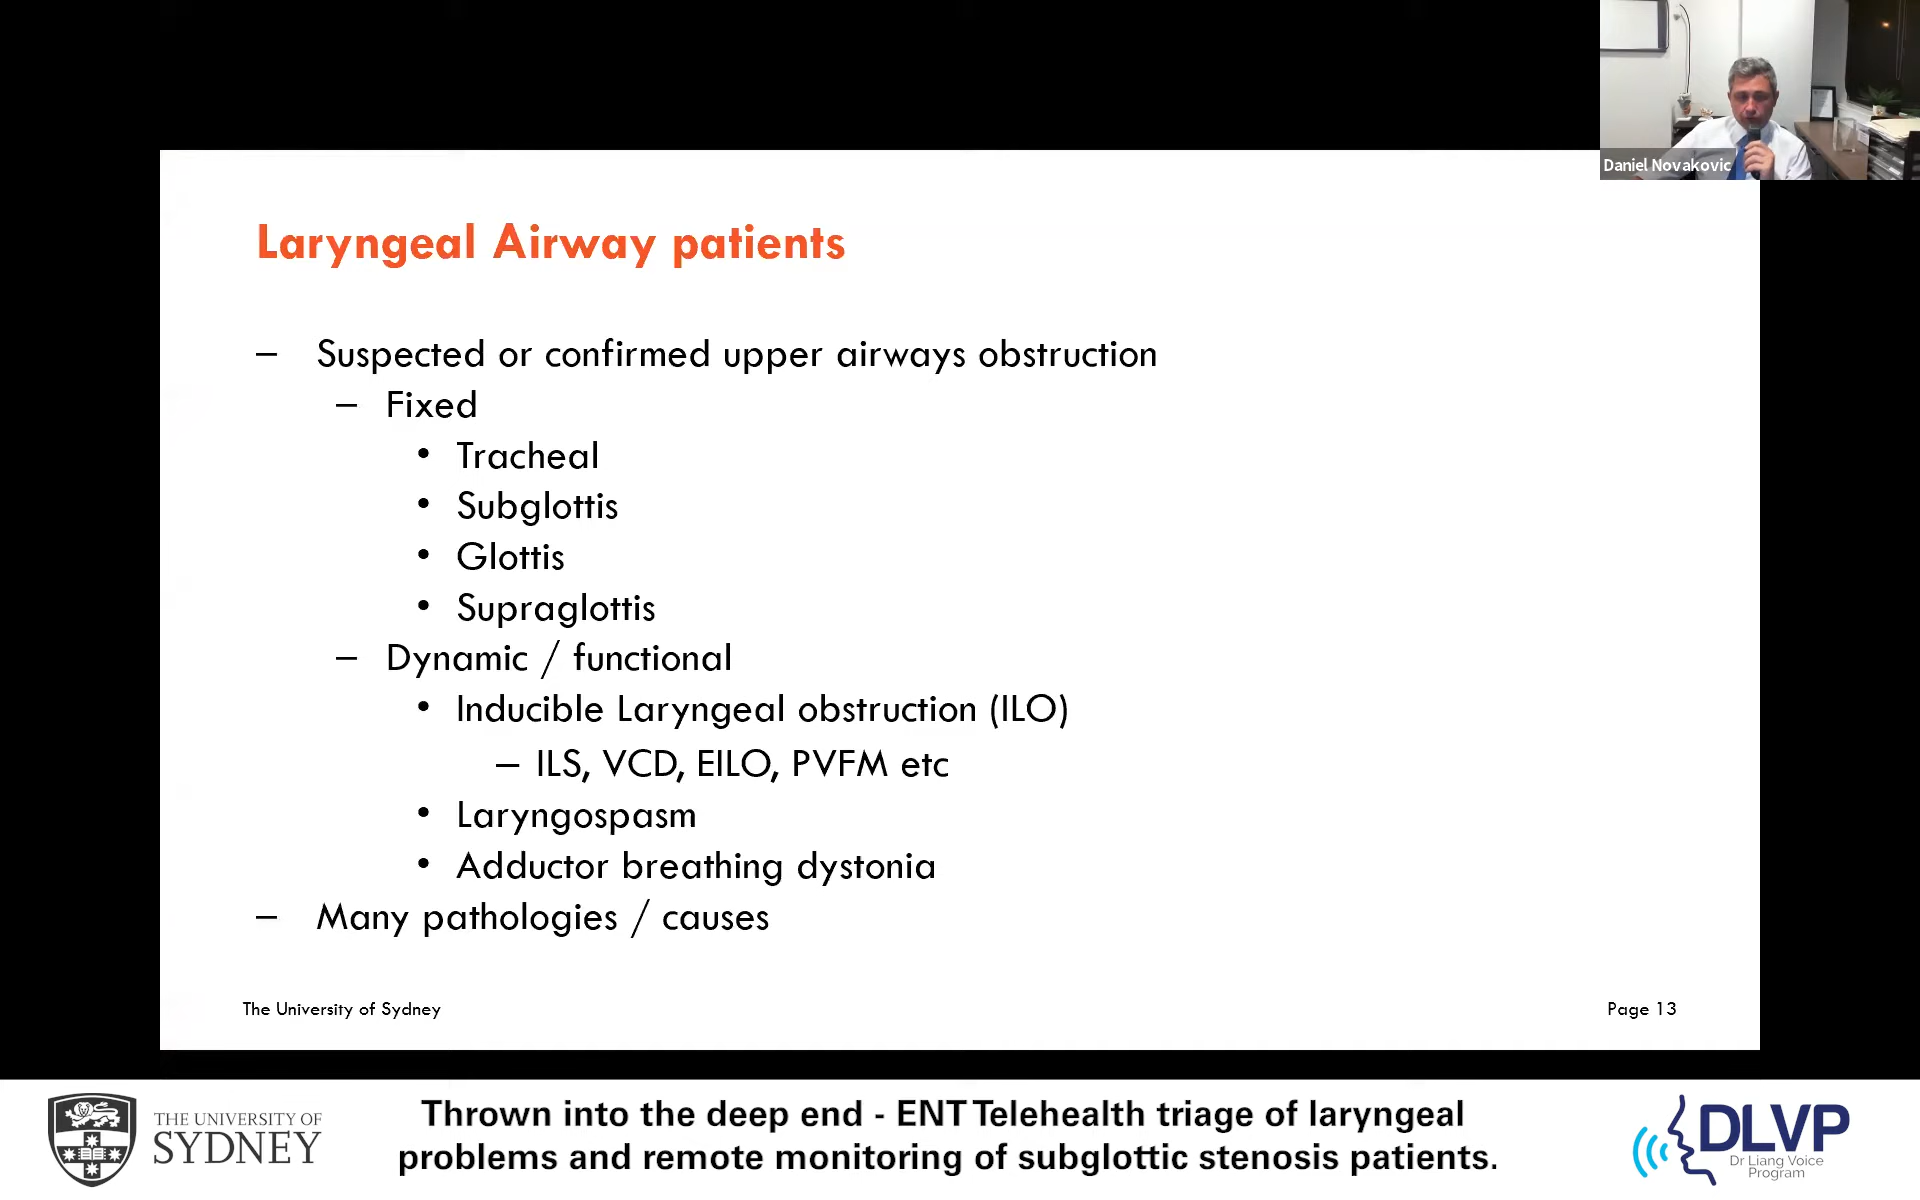 Daniel Novakovic
Laryngeal Airway patients
– Suspected or confirmed upper airways obstruction
– Fixed
• Tracheal
• Subglottis
• Glottis
• Supraglottis
– Dynamic / functional
• Inducible Laryngeal obstruction (ILO)
– ILS, VCD, EILO, PVFM etc
• Laryngospasm
• Adductor breathing dystonia
– Many pathologies / causes
The University of Sydney
Page 13
THE UNIVERSITY OF
SYDNEY
Thrown into the deep end - ENT Telehealth triage of laryngeal
problems and remote monitoring of subglottic stenosis patients.
DLVP
Dr Liang Voice
Program